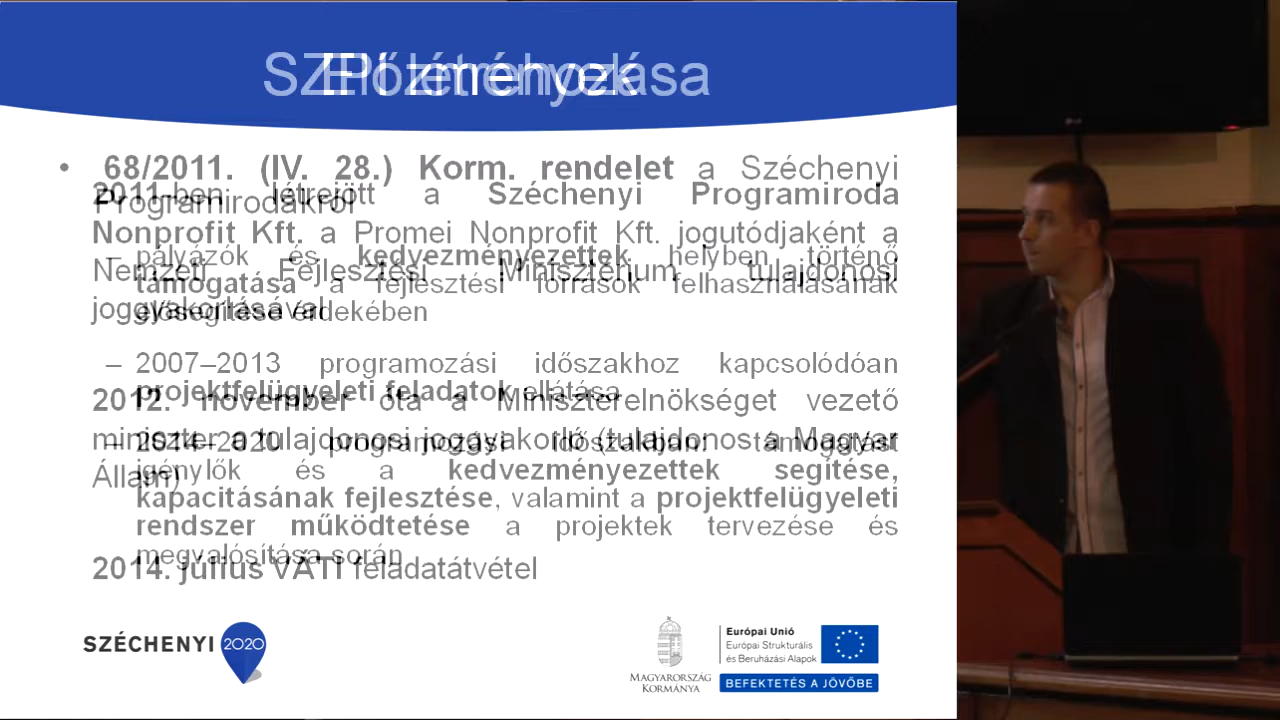 SZPI létrehozása
2011-ben létrejött a Széchenyi Programiroda
Nonprofit Kft. a Promei Nonprofit Kft. jogutódjaként a
Nemzeti Fejlesztési Minisztérium tulajdonosi
joggyakorlásával
2012. november óta a Miniszterelnökséget vezető
miniszter a tulajdonosi joggyakorló (tulajdonos a Magyar
Állam)
2014. július VÁTI feladatátvétel
Előzmények
• 68/2011. (IV. 28.) Korm. rendelet a Széchenyi
Programirodákról
– pályázók és kedvezményezettek helyben történő
támogatása a fejlesztési források felhasználásának
elősegítése érdekében
– 2007–2013 programozási időszakhoz kapcsolódóan
projektfelügyeleti feladatok ellátása
– 2014–2020 programozási időszakban: támogatást
igénylők és a kedvezményezettek segítése,
kapacitásának fejlesztése, valamint a projektfelügyeleti
rendszer működtetése a projektek tervezése és
megvalósítása során
SZÉCHENYI 2020
MAGYARORSZÁG
KORMÁNYA
Európai Unió
Európai Strukturális
és Beruházási Alapok
BEFEKTETÉS A JÖVŐBE